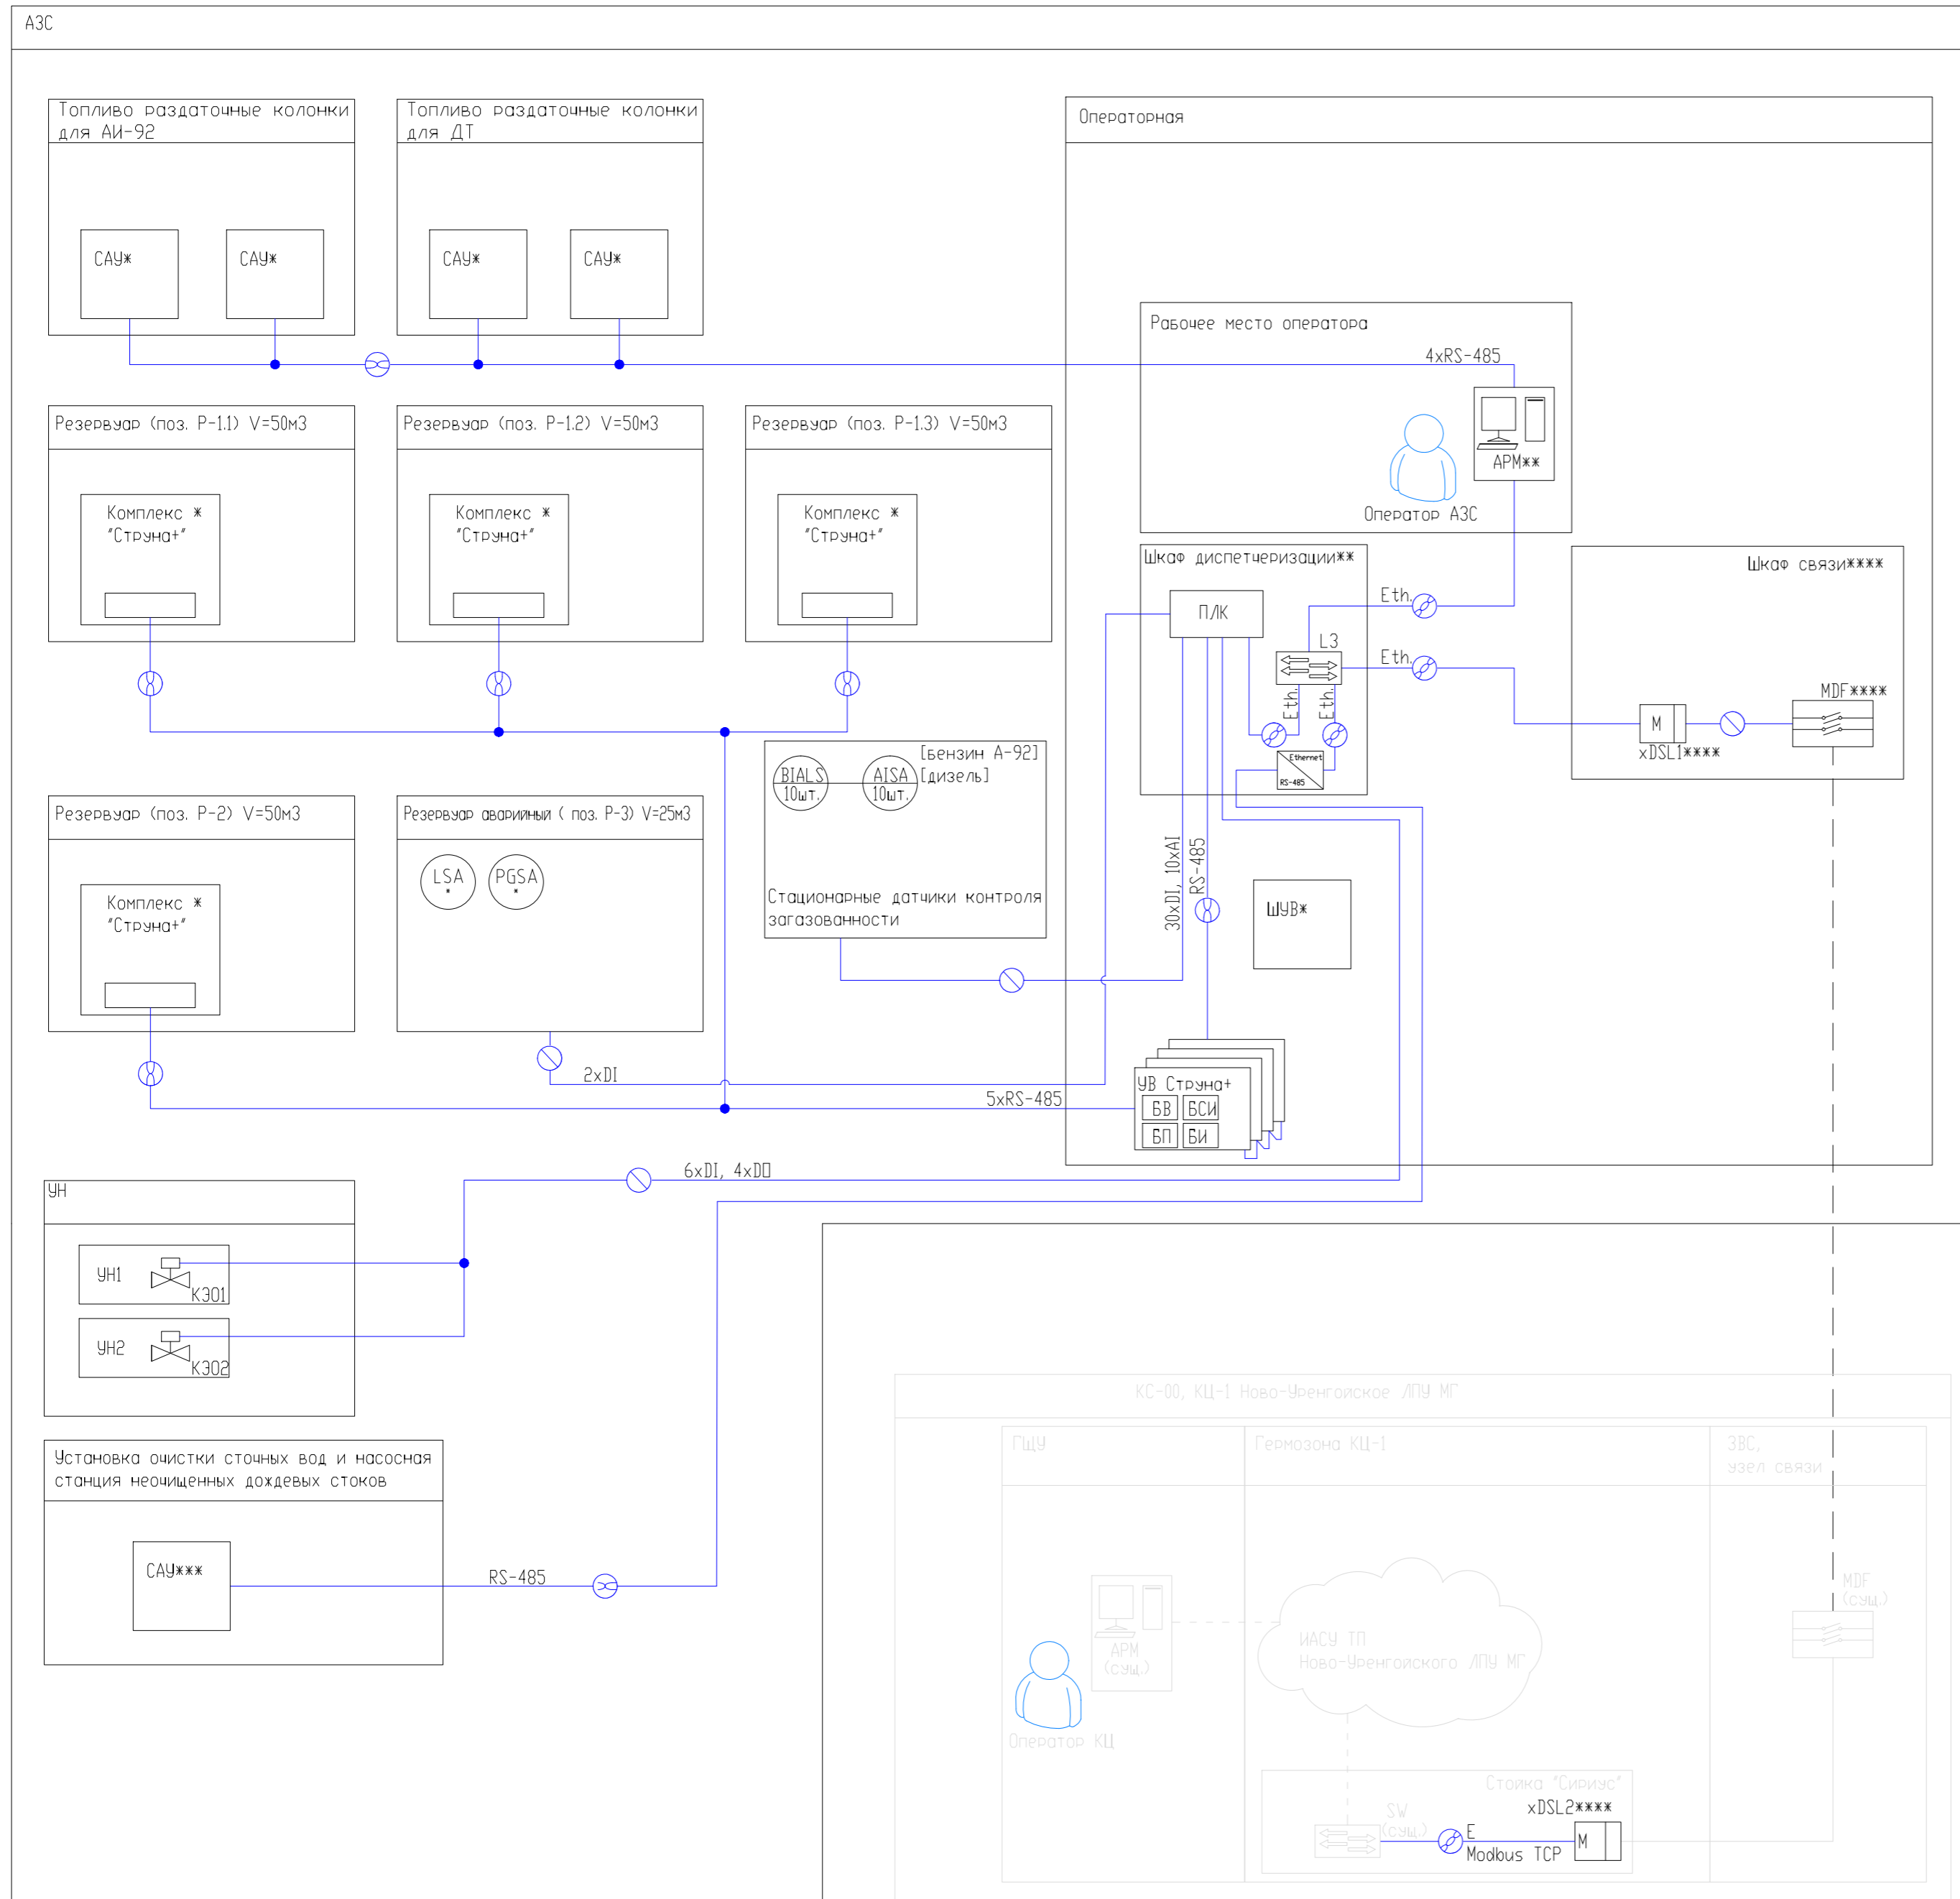 АЗС
Топливо раздаточные колонки
для АИ-92
САУ*
САУ*
Топливо раздаточные колонки
для ДТ
САУ*
САУ*
Операторная
Рабочее место оператора
4xRS-485
АРМ**
Оператор АЗС
Резервуар (поз. Р-1.1) V=50м3
Комплекс *
"Струна+"
Резервуар (поз. Р-1.2) V=50м3
Комплекс *
"Струна+"
Резервуар (поз. Р-1.3) V=50м3
Комплекс *
"Струна+"
Шкаф диспетчеризации**
ПЛК
L3
Eth.
Eth.
Eth.
Eth.
Ethernet
RS-485
Шкаф связи****
MDF****
M
xDSL1****
[Бензин А-92]
[дизель]
BIALS
10шт.
AISA
10шт.
Стационарные датчики контроля
загазованности
Резервуар (поз. Р-2) V=50м3
Комплекс *
"Струна+"
Резервуар аварийный ( поз. Р-3) V=25м3
LSA
*
PGSA
*
30xDI, 10xAI
RS-485
ШУВ*
2xDI
5xRS-485
УВ Струна+
БВ
БСИ
БП
БИ
6xDI, 4xDO
УН
УН1
КЭО1
УН2
КЭО2
Установка очистки сточных вод и насосная
станция неочищенных дождевых стоков
САУ***
RS-485
КС-00, КЦ-1 Ново-Уренгойское ЛПУ МГ
ГЩУ
Гермозона КЦ-1
ЗВС,
узел связи
АРМ
(сущ.)
Оператор КЦ
ИАСУ ТП
Ново-Уренгойского ЛПУ МГ
MDF
(сущ.)
Стойка "Сириус"
xDSL2****
SW
(сущ.)
E
Modbus TCP
M